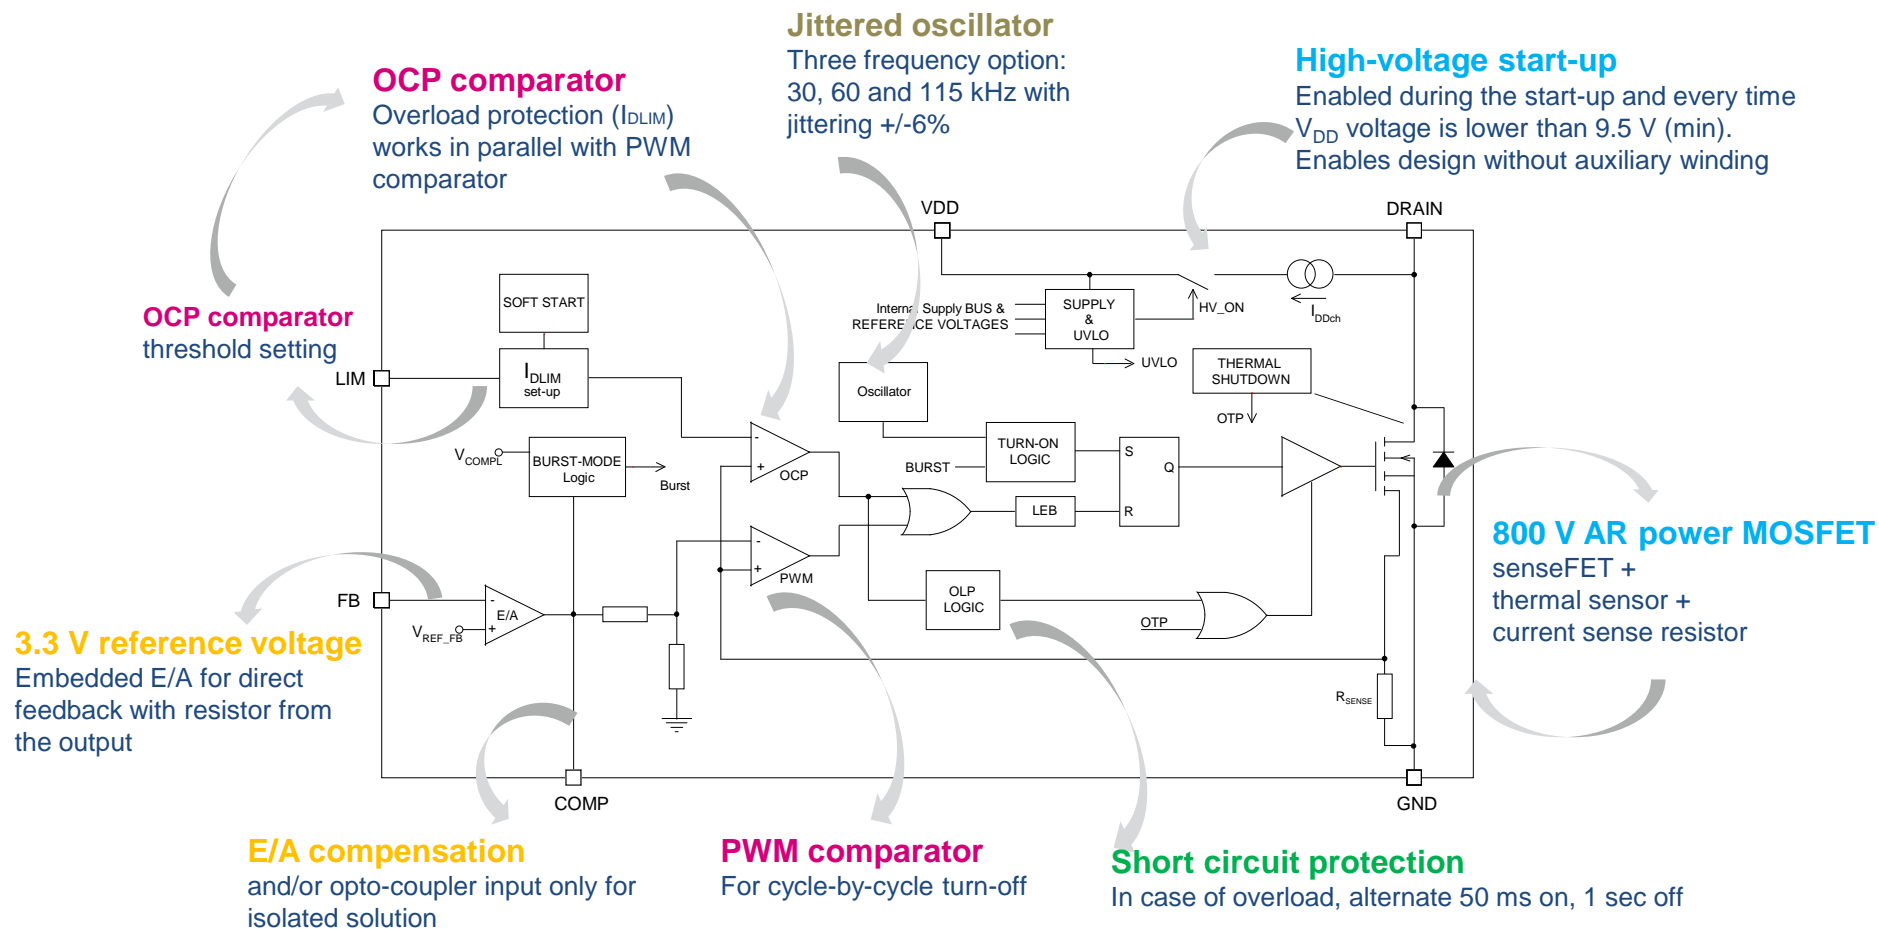 Jittered oscillator
Three frequency option:
30, 60 and 115 kHz with
jittering +/-6%
High-voltage start-up
Enabled during the start-up and every time
VDD voltage is lower than 9.5 V (min).
Enables design without auxiliary winding
OCP comparator
Overload protection (IDLIM)
works in parallel with PWM
comparator
VDD
DRAIN
OCP comparator
threshold setting
SOFT START
Internal Supply BUS &
REFERENCE VOLTAGES
SUPPLY
&
UVLO
HV_ON
IDDch
UVLO
LIM
IDLIM
set-up
Oscillator
THERMAL
SHUTDOWN
OTP
VCOMPL
BURST-MODE
Logic
Burst
-
+
OCP
BURST
TURN-ON
LOGIC
S
Q
R
LEB
-
+
PWM
800 V AR power MOSFET
senseFET +
thermal sensor +
current sense resistor
FB
-
E/A
+
VREF_FB
OLP
LOGIC
OTP
3.3 V reference voltage
Embedded E/A for direct
feedback with resistor from
the output
RSENSE
COMP
GND
E/A compensation
and/or opto-coupler input only for
isolated solution
PWM comparator
For cycle-by-cycle turn-off
Short circuit protection
In case of overload, alternate 50 ms on, 1 sec off